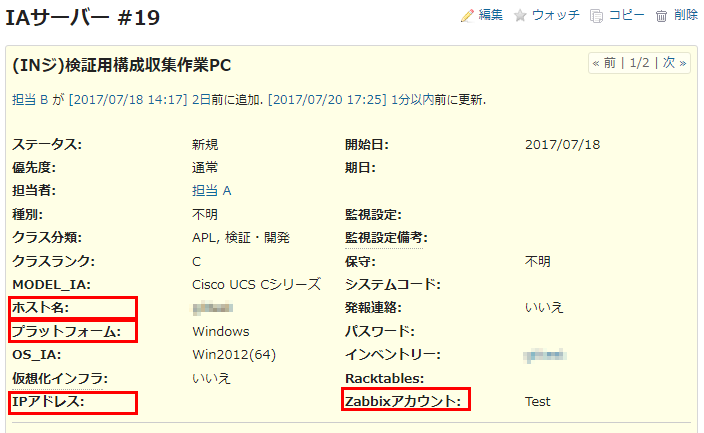 IAサーバー #19
編集 ウォッチ コピー 削除
(INジ)検証用構成収集作業PC
« 前 | 1/2 | 次 »
担当 B が [2017/07/18 14:17] 2日前に追加. [2017/07/20 17:25] 1分以内前に更新.
ステータス: 新規 開始日: 2017/07/18
優先度: 通常 期日:
担当者: 担当 A
種別: 不明 監視設定:
クラス分類: APL, 検証・開発 監視設定備考:
クラスランク: C 保守: 不明
MODEL_IA: Cisco UCS Cシリーズ システムコード:
ホスト名: 発報連絡: いいえ
プラットフォーム: Windows パスワード:
OS_IA: Win2012(64) インベントリー:
仮想化インフラ: いいえ Racktables:
IPアドレス: Zabbixアカウント: Test